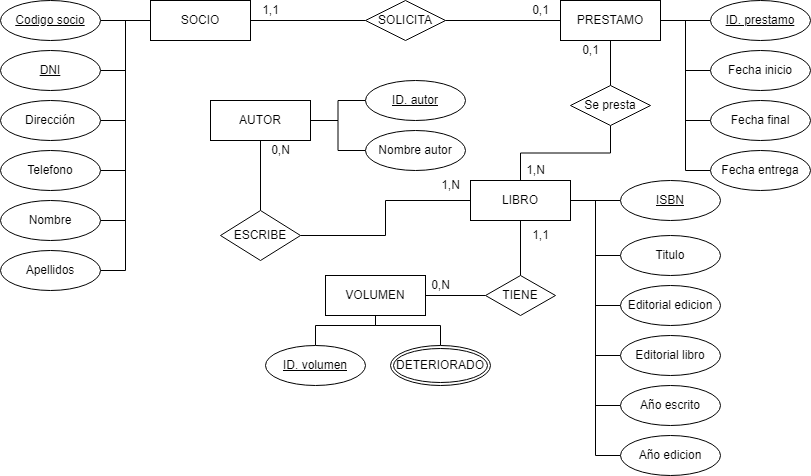 Codigo socio
SOCIO
1,1
SOLICITA
0,1
PRESTAMO
ID. prestamo
DNI
0,1
Fecha inicio
Dirección
AUTOR
ID. autor
Se presta
Fecha final
0,N
Nombre autor
Telefono
1,N
1,N
Fecha entrega
Nombre
ESCRIBE
LIBRO
ISBN
1,1
Apellidos
Titulo
VOLUMEN
0,N
TIENE
Editorial edicion
ID. volumen
DETERIORADO
Editorial libro
Año escrito
Año edicion